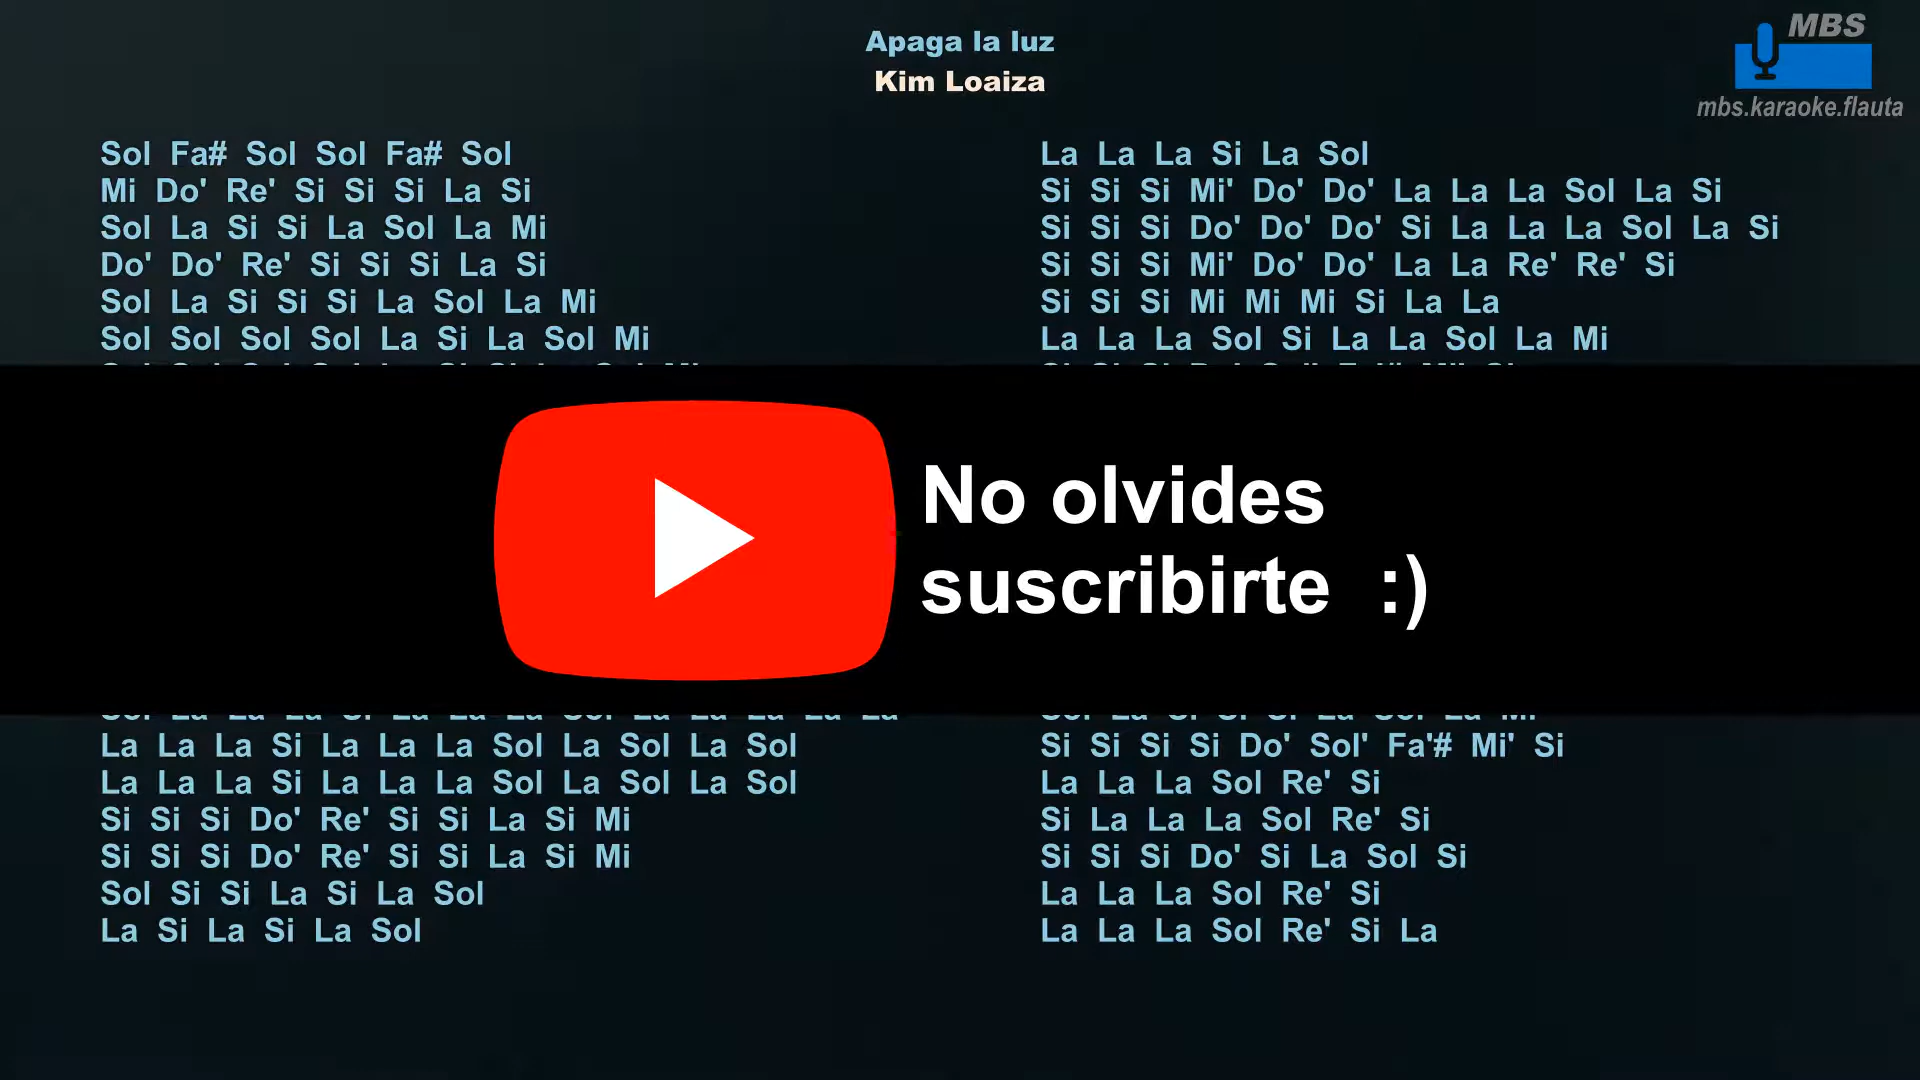 Apaga la luz
Kim Loaiza
MBS
mbs.karaoke.flauta
Sol Fa# Sol Sol Fa# Sol
Mi Do' Re' Si Si Si La Si
Sol La Si Si La Sol La Mi
Do' Do' Re' Si Si Si La Si
Sol La Si Si Si La Sol La Mi
Sol Sol Sol Sol La Si La Sol Mi
No olvides
suscribirte :)
La La La Si La La La Sol La Sol La Sol
La La La Si La La La Sol La Sol La Sol
Si Si Si Do' Re' Si Si La Si Mi
Si Si Si Do' Re' Si Si La Si Mi
Sol Si Si La Si La Sol
La Si La Si La Sol
La La La Si La Sol
Si Si Si Mi' Do' Do' La La La Sol La Si
Si Si Si Do' Do' Do' Si La La La Sol La Si
Si Si Si Mi' Do' Do' La La Re' Re' Si
Si Si Si Mi Mi Mi Si La La
La La La Sol Si La La Sol La Mi
Si Si Si Si Do' Sol' Fa'# Mi' Si
La La La Sol Re' Si
Si La La La Sol Re' Si
Si Si Si Do' Si La Sol Si
La La La Sol Re' Si
La La La Sol Re' Si La